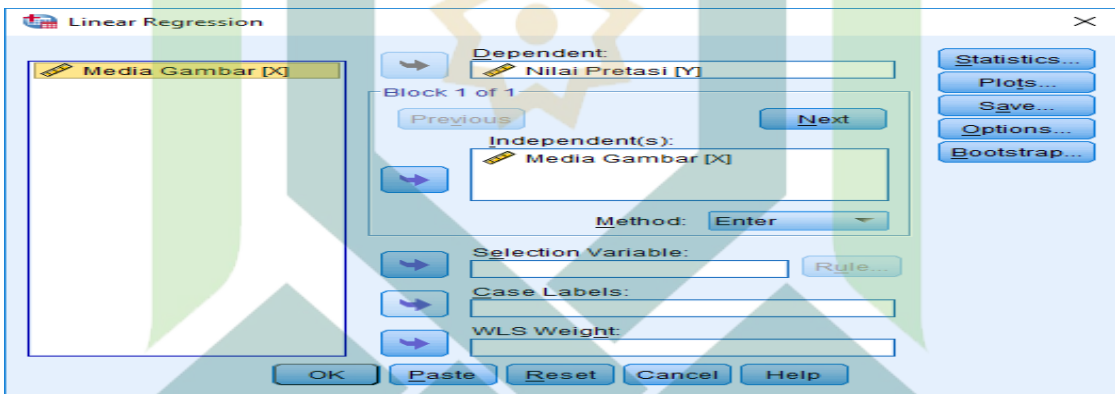 Linear Regression
Media Gambar [X]
Dependent:
Nilai Pretasi [Y]
Block 1 of 1
Previous
Next
Independent(s):
Media Gambar [X]
Method: Enter
Selection Variable:
Rule...
Case Labels:
WLS Weight:
Statistics...
Plots...
Save...
Options...
Bootstrap...
OK Paste Reset Cancel Help